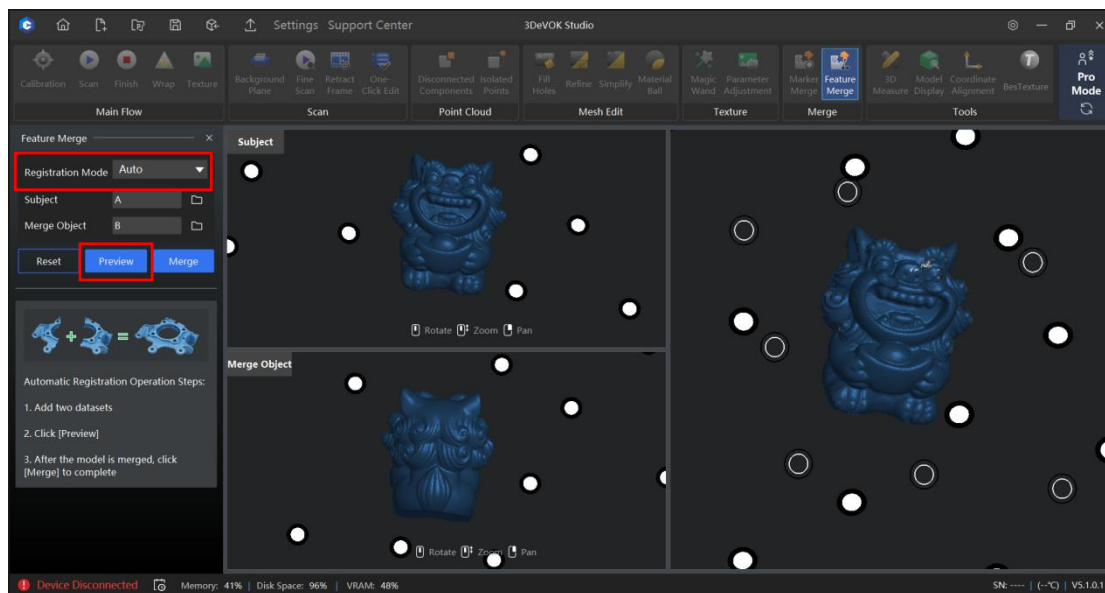 Settings Support Center
3DeVOK Studio
Calibration Scan Finish Wrap Texture
Main Flow
Background Plane Fine Scan Retract Frame One-Click Edit
Scan
Disconnected Components Isolated Points
Point Cloud
Fill Holes Refine Simplify Material Ball
Mesh Edit
Magic Wand Parameter Adjustment
Texture
Marker Merge Feature Merge
Merge
3D Measure Model Display Coordinate Alignment BesTexture
Tools
Pro Mode
Feature Merge
Registration Mode Auto
Subject A
Merge Object B
Reset Preview Merge
Automatic Registration Operation Steps:
1. Add two datasets
2. Click [Preview]
3. After the model is merged, click
[Merge] to complete
Subject
Rotate Zoom Pan
Merge Object
Rotate Zoom Pan
Device Disconnected Memory: 41% | Disk Space: 96% | VRAM: 48%
SN: ---- | (--℃) | V5.1.0.1